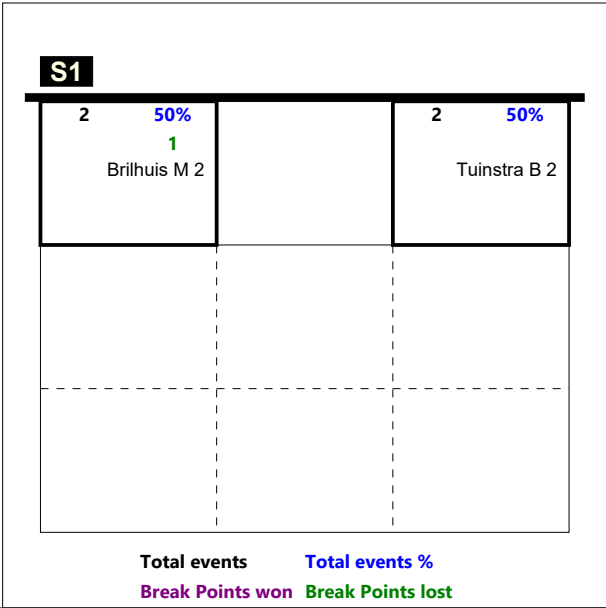 S1
2 50% 2 50%
1
Brilhuis M 2 Tuinstra B 2
Total events Total events %
Break Points won Break Points lost